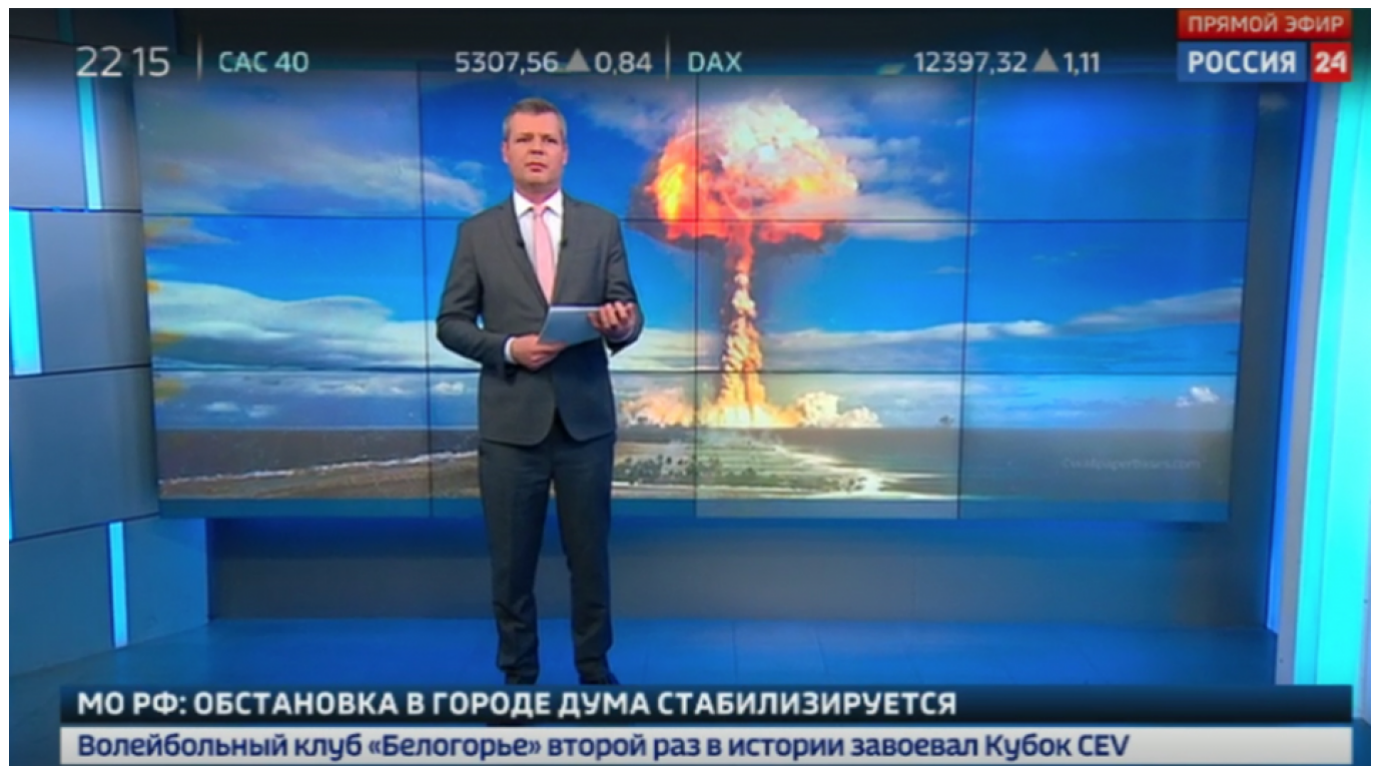 ПРЯМОЙ ЭФИР
22 15 CAC 40 5307,56 ▲ 0,84 DAX 12397,32 ▲ 1,11 РОССИЯ 24
МО РФ: ОБСТАНОВКА В ГОРОДЕ ДУМА СТАБИЛИЗИРУЕТСЯ
Волейбольный клуб «Белогорье» второй раз в истории завоевал Кубок CEV